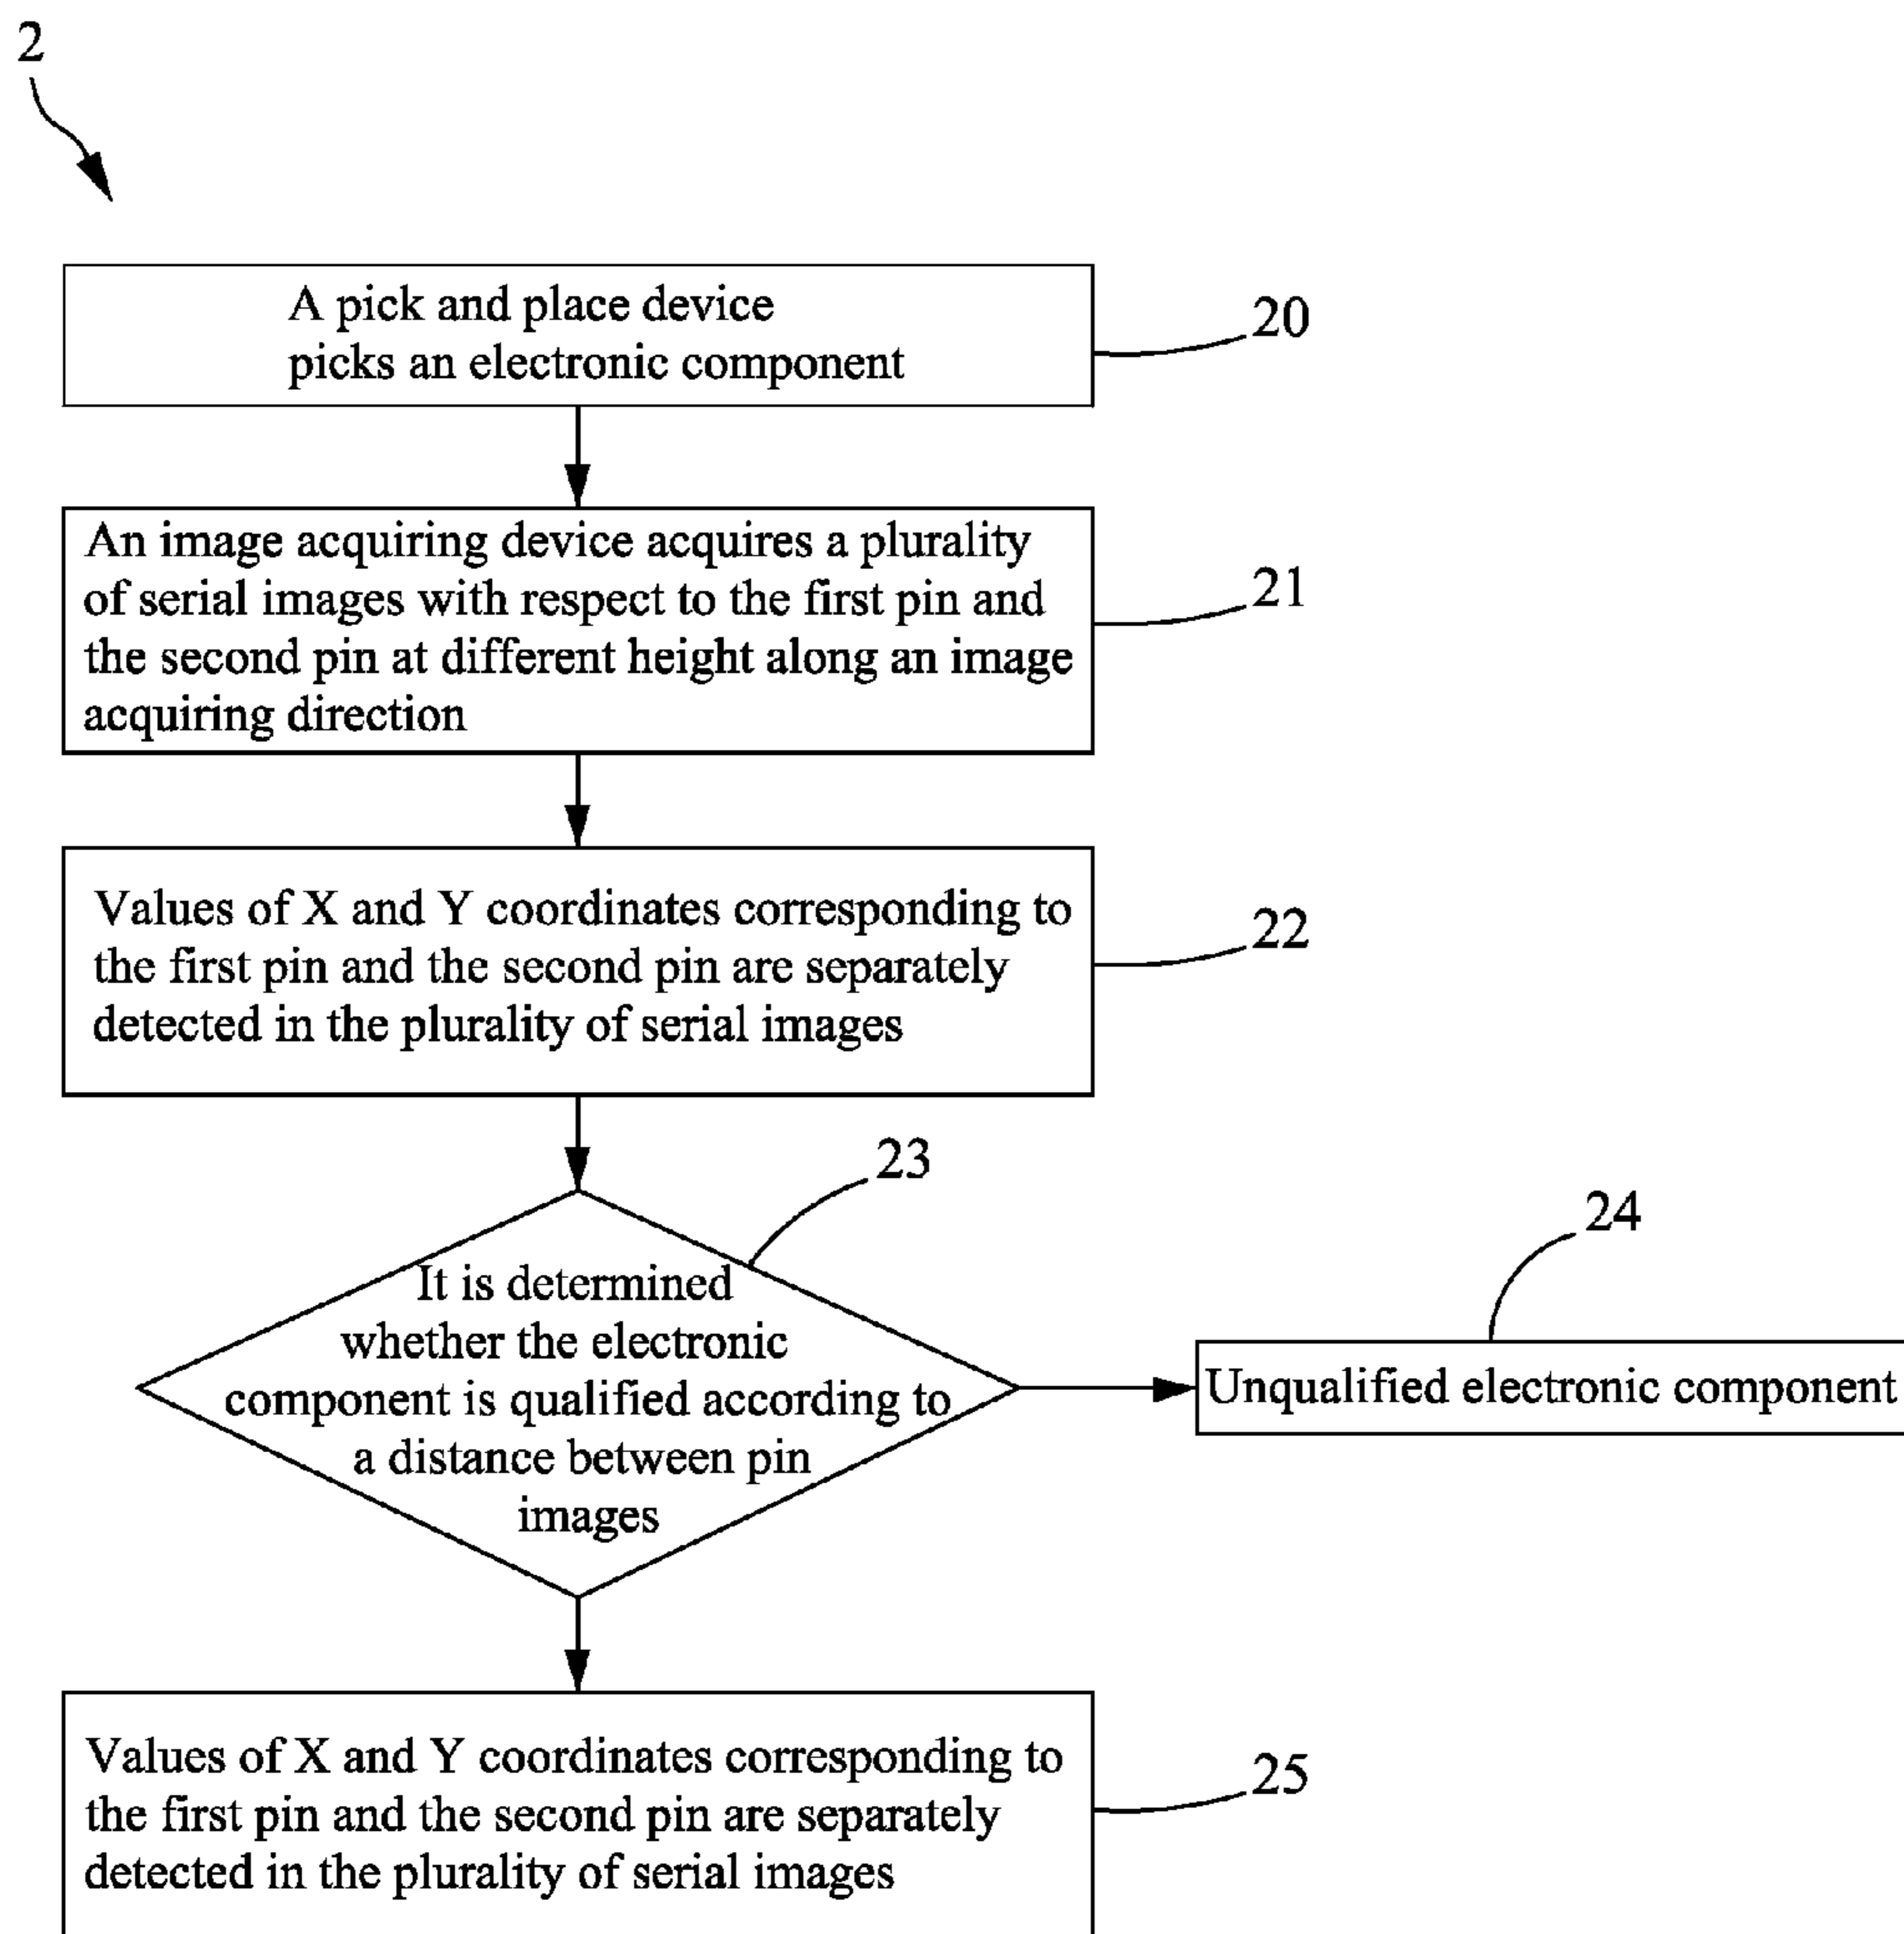 2
A pick and place device
picks an electronic component
20
An image acquiring device acquires a plurality
of serial images with respect to the first pin and
the second pin at different height along an image
acquiring direction
21
Values of X and Y coordinates corresponding to
the first pin and the second pin are separately
detected in the plurality of serial images
22
23
It is determined
whether the electronic
component is qualified according to
a distance between pin
images
24
Unqualified electronic component
Values of X and Y coordinates corresponding to
the first pin and the second pin are separately
detected in the plurality of serial images
25